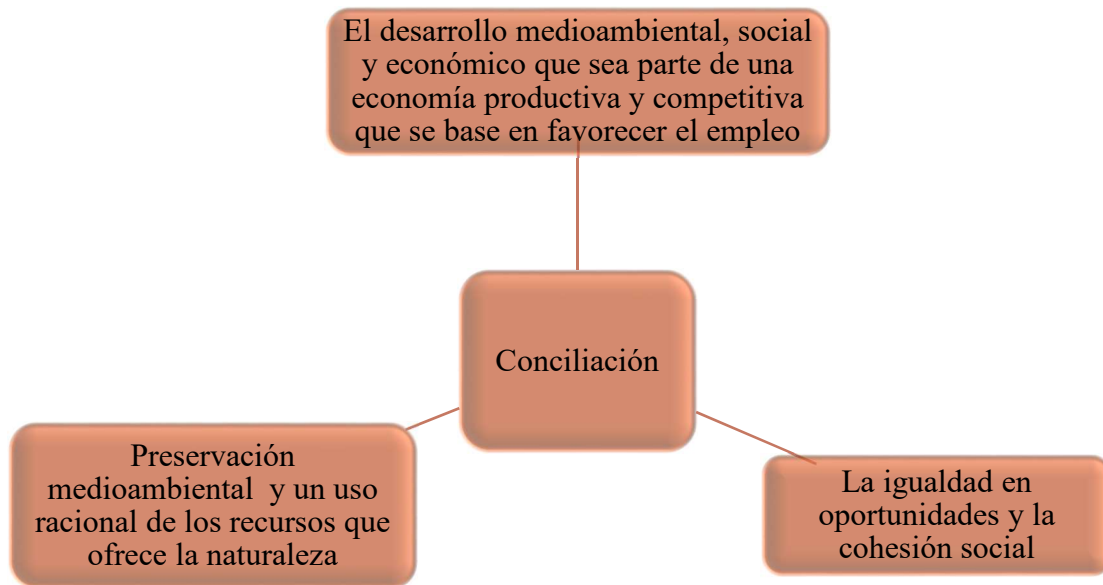 El desarrollo medioambiental, social
y económico que sea parte de una
economía productiva y competitiva
que se base en favorecer el empleo
Conciliación
Preservación
medioambiental y un uso
racional de los recursos que
ofrece la naturaleza
La igualdad en
oportunidades y la
cohesión social